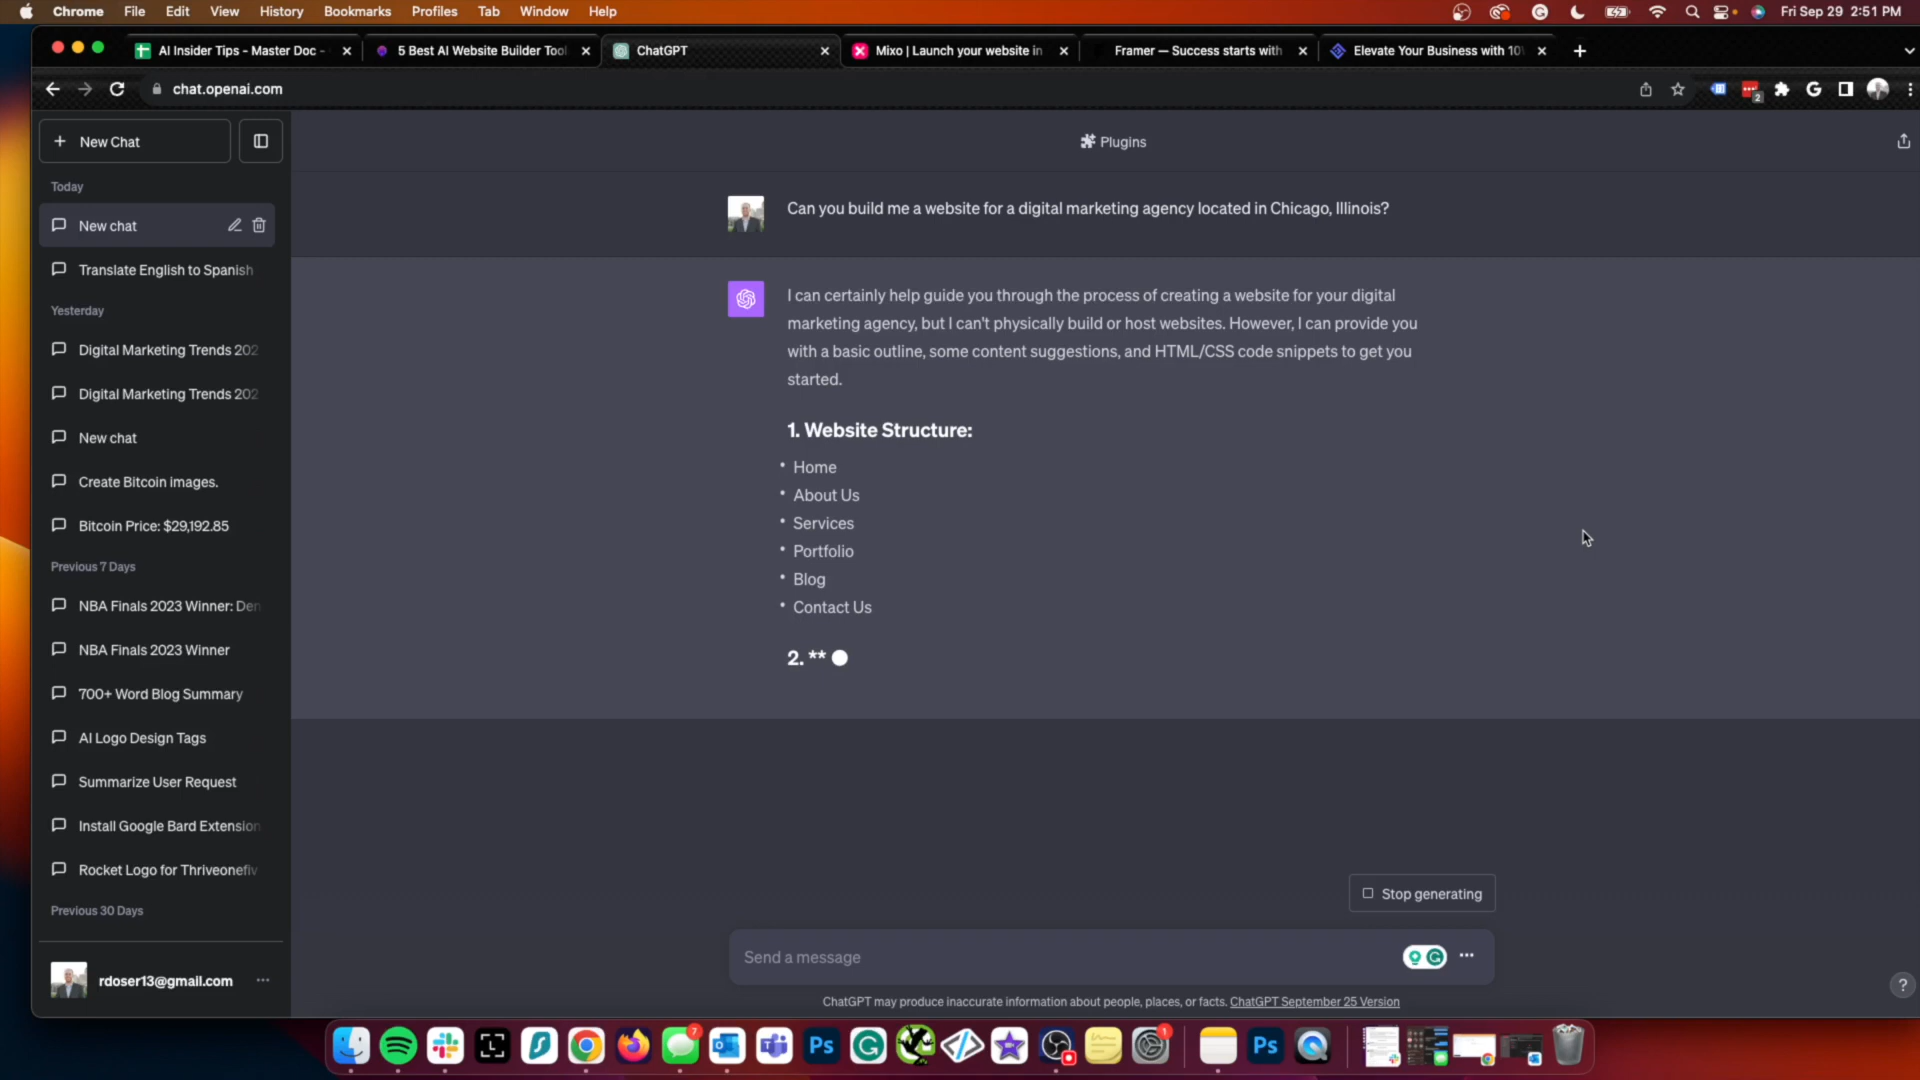 Chrome File Edit View History Bookmarks Profiles Tab Window Help Fri Sep 29 2:51 PM
AI Insider Tips - Master Doc - 5 Best AI Website Builder Tool ChatGPT Mixo | Launch your website in Framer — Success starts with Elevate Your Business with 10
chat.openai.com
2
New Chat
Plugins
Today
New chat
Translate English to Spanish
Yesterday
Digital Marketing Trends 202
Digital Marketing Trends 202
New chat
Create Bitcoin images.
Bitcoin Price: $29,192.85
Previous 7 Days
NBA Finals 2023 Winner: Den
NBA Finals 2023 Winner
700+ Word Blog Summary
AI Logo Design Tags
Summarize User Request
Install Google Bard Extension
Rocket Logo for Thriveonefiv
Previous 30 Days
rdoser13@gmail.com
Can you build me a website for a digital marketing agency located in Chicago, Illinois?
I can certainly help guide you through the process of creating a website for your digital
marketing agency, but I can't physically build or host websites. However, I can provide you
with a basic outline, some content suggestions, and HTML/CSS code snippets to get you
started.
1. Website Structure:
• Home
• About Us
• Services
• Portfolio
• Blog
• Contact Us
2. **
Stop generating
Send a message
ChatGPT may produce inaccurate information about people, places, or facts. ChatGPT September 25 Version
?
7
Ps
1
Ps